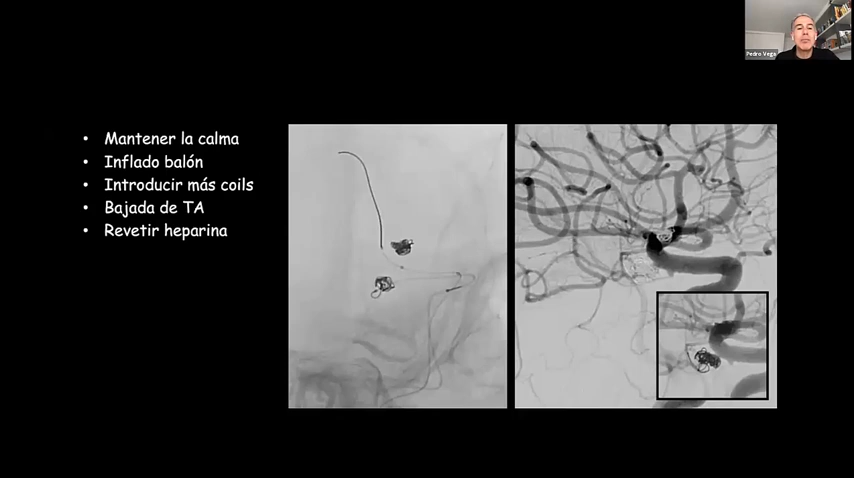 Pedro Vega
• Mantener la calma
• Inflado balón
• Introducir más coils
• Bajada de TA
• Revetir heparina